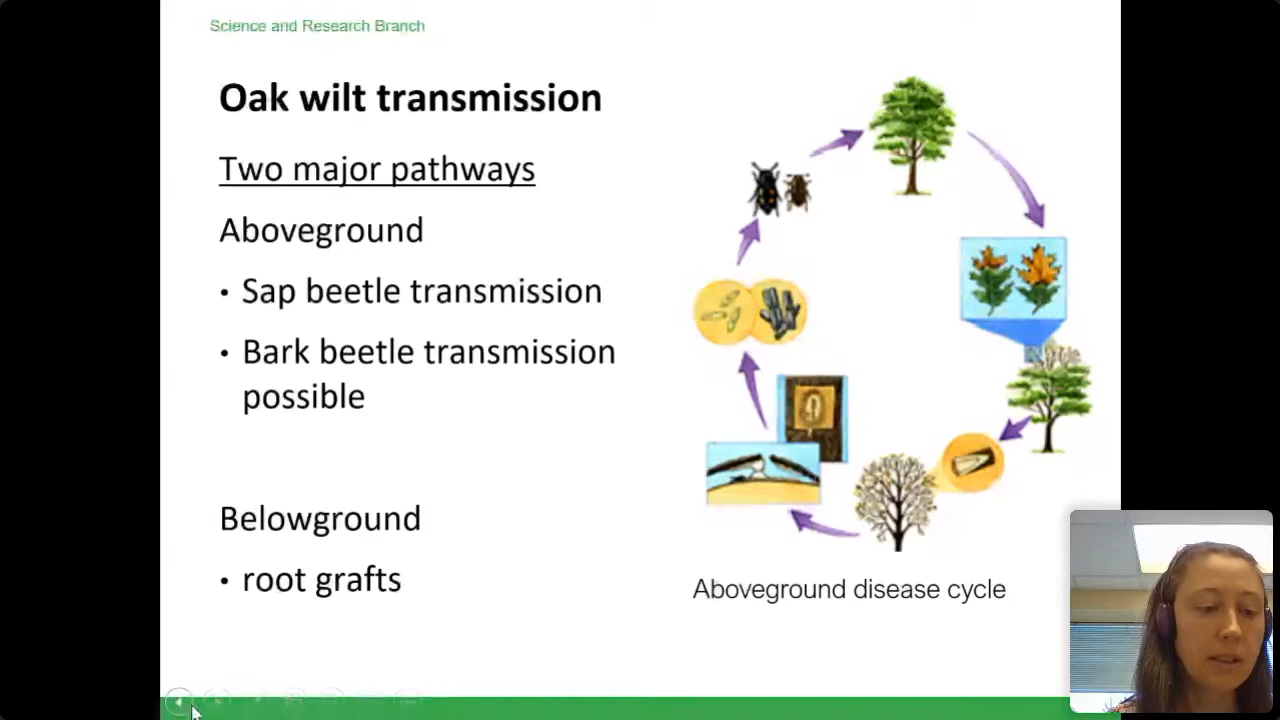 Science and Research Branch
Oak wilt transmission
Two major pathways
Aboveground
• Sap beetle transmission
• Bark beetle transmission
possible
Belowground
• root grafts
Aboveground disease cycle